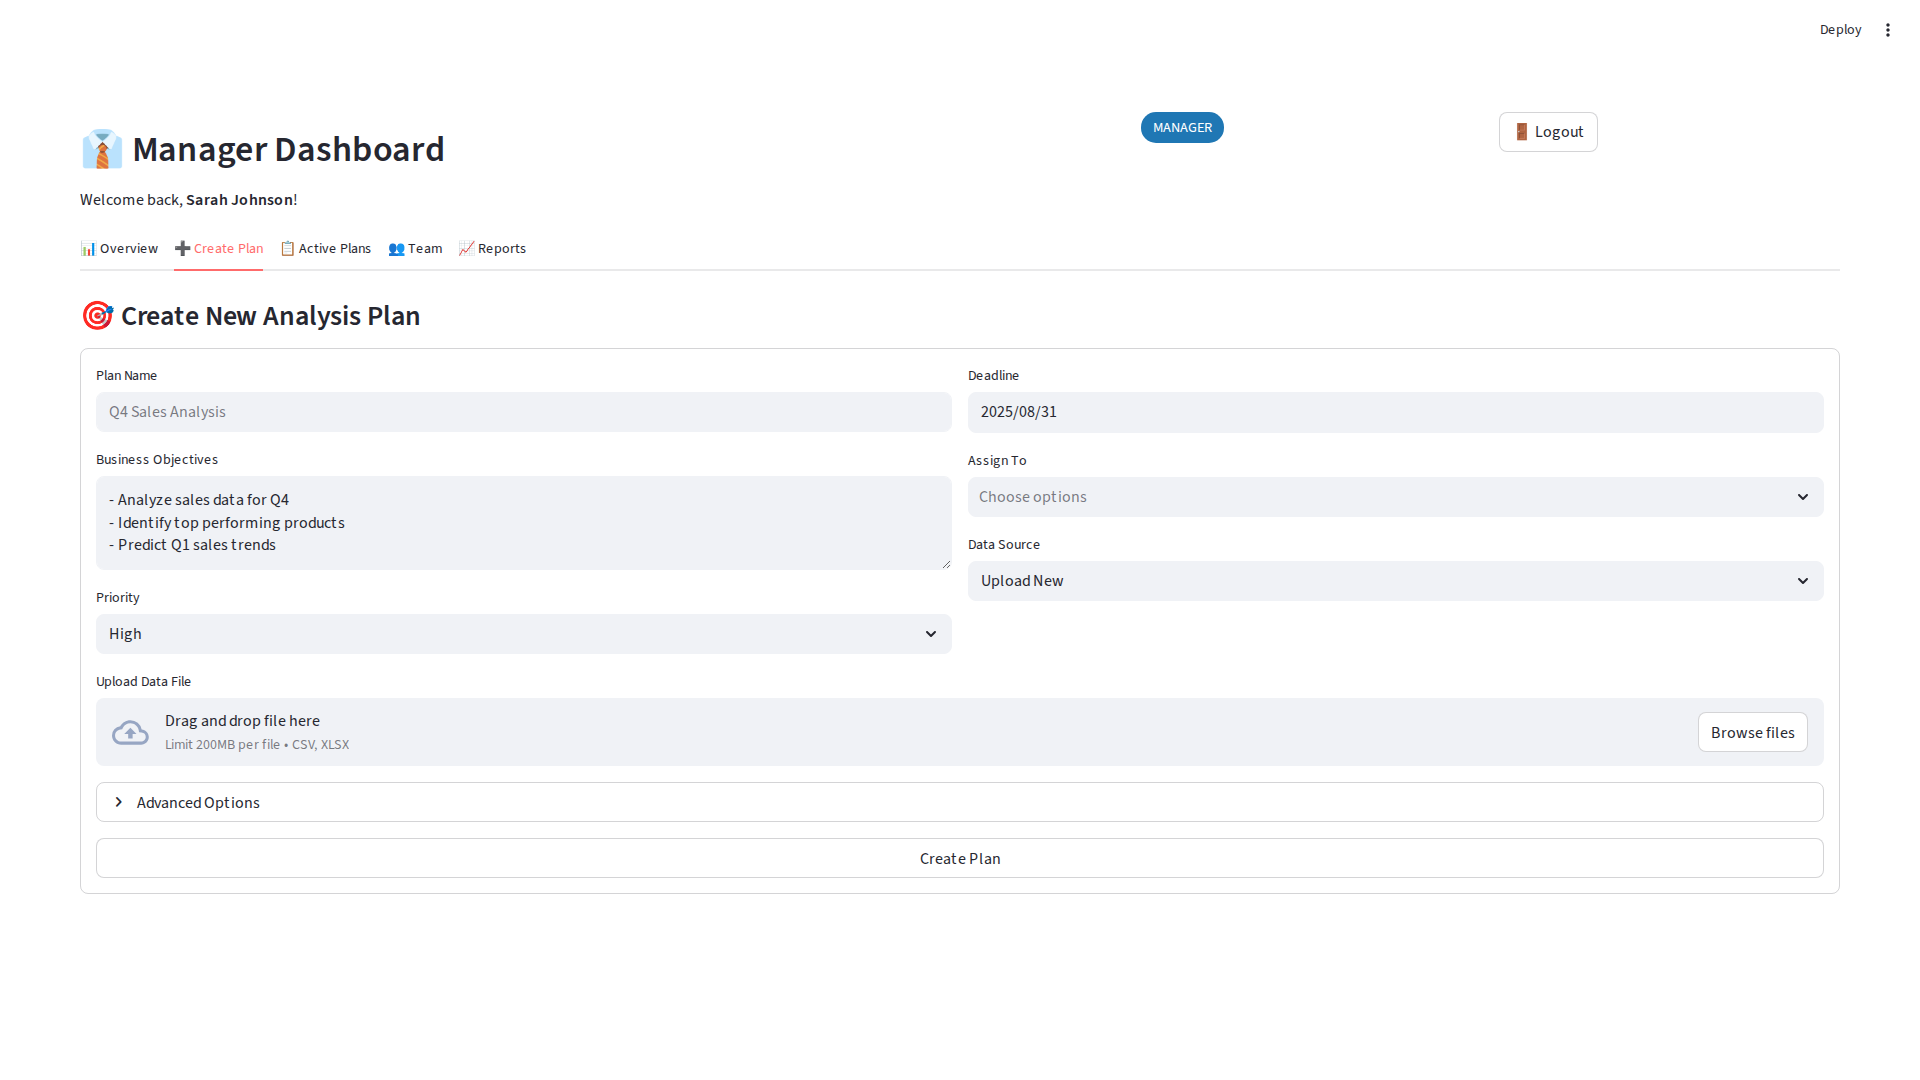 Deploy
Manager Dashboard
MANAGER
Logout
Welcome back, Sarah Johnson!
Overview
Create Plan
Active Plans
Team
Reports
Create New Analysis Plan
Plan Name
Q4 Sales Analysis
Business Objectives
- Analyze sales data for Q4
- Identify top performing products
- Predict Q1 sales trends
Priority
High
Deadline
2025/08/31
Assign To
Choose options
Data Source
Upload New
Upload Data File
Drag and drop file here
Limit 200MB per file • CSV, XLSX
Browse files
Advanced Options
Create Plan